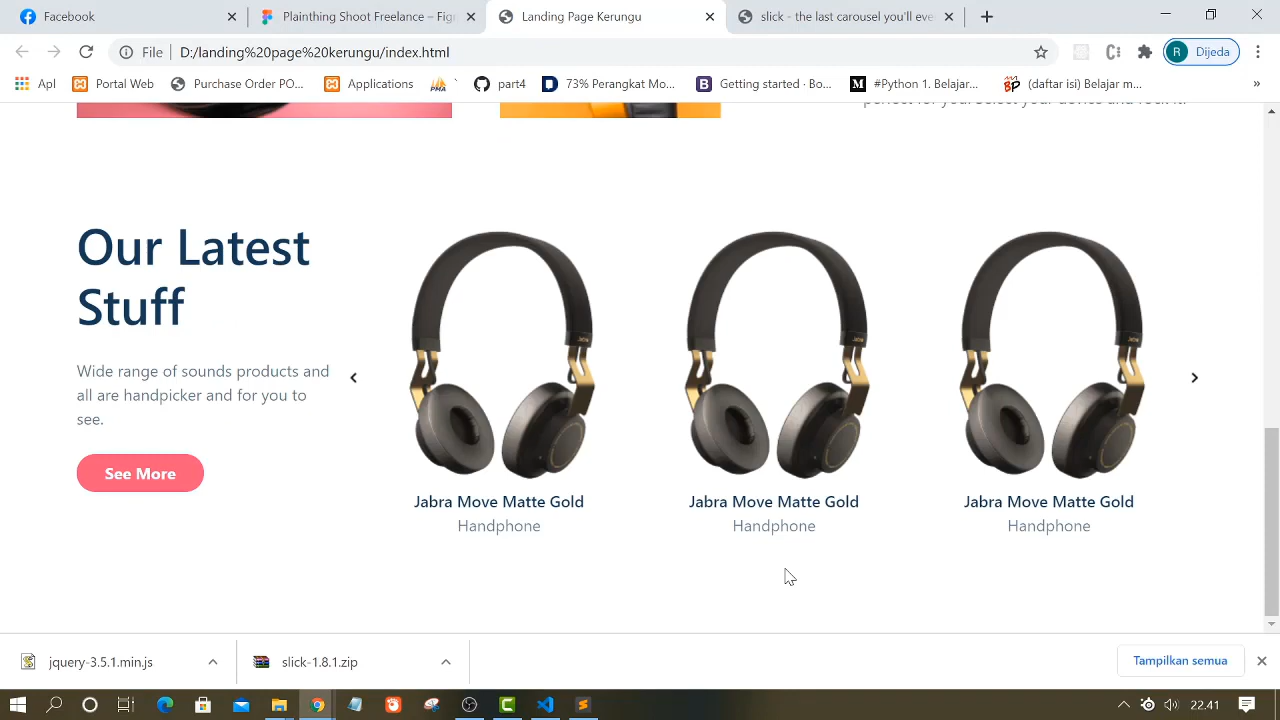 Facebook
Plainthing Shoot Freelance – Fig
Landing Page Kerungu
slick - the last carousel you'll eve
File
D:/landing%20page%20kerungu/index.html
R
Dijeda
Apl
Portal Web
Purchase Order PO...
Applications
PMA
part4
73% Perangkat Mo...
Getting started · Bo...
#Python 1. Belajar...
(daftar isi) Belajar m...
»
Our Latest
Stuff
Wide range of sounds products and
all are handpicker and for you to
see.
See More
Jabra Move Matte Gold
Handphone
Jabra Move Matte Gold
Handphone
Jabra Move Matte Gold
Handphone
jquery-3.5.1.min.js
slick-1.8.1.zip
Tampilkan semua
22.41